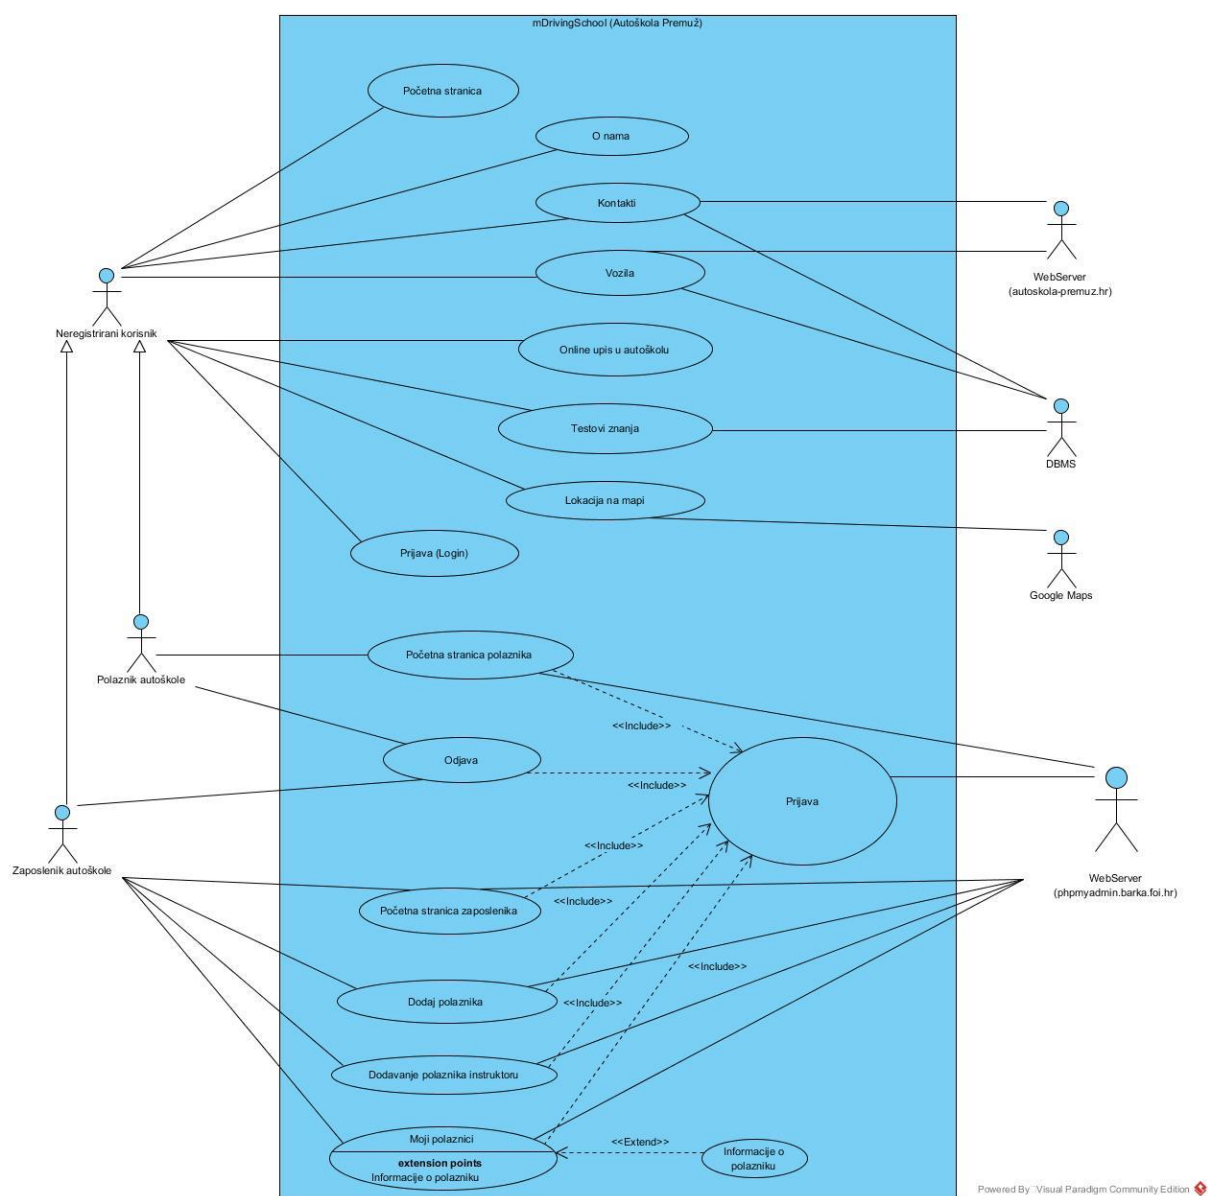 mDrivingSchool (Autoškola Premuž)
Početna stranica
O nama
Kontakti
WebServer
(autoskola-premuz.hr)
Vozila
Neregistrirani korisnik
Online upis u autoškolu
Testovi znanja
DBMS
Lokacija na mapi
Prijava (Login)
Google Maps
Početna stranica polaznika
Polaznik autoškole
<<Include>>
Odjava
<<Include>>
Prijava
<<Include>>
Zaposlenik autoškole
WebServer
(phpmyadmin.barka.foi.hr)
Početna stranica zaposlenika
<<Include>>
<<Include>>
Dodaj polaznika
<<Include>>
Dodavanje polaznika instruktoru
Moji polaznici
<<Extend>>
Informacije o
polazniku
extension points
Informacije o polazniku
Powered By Visual Paradigm Community Edition